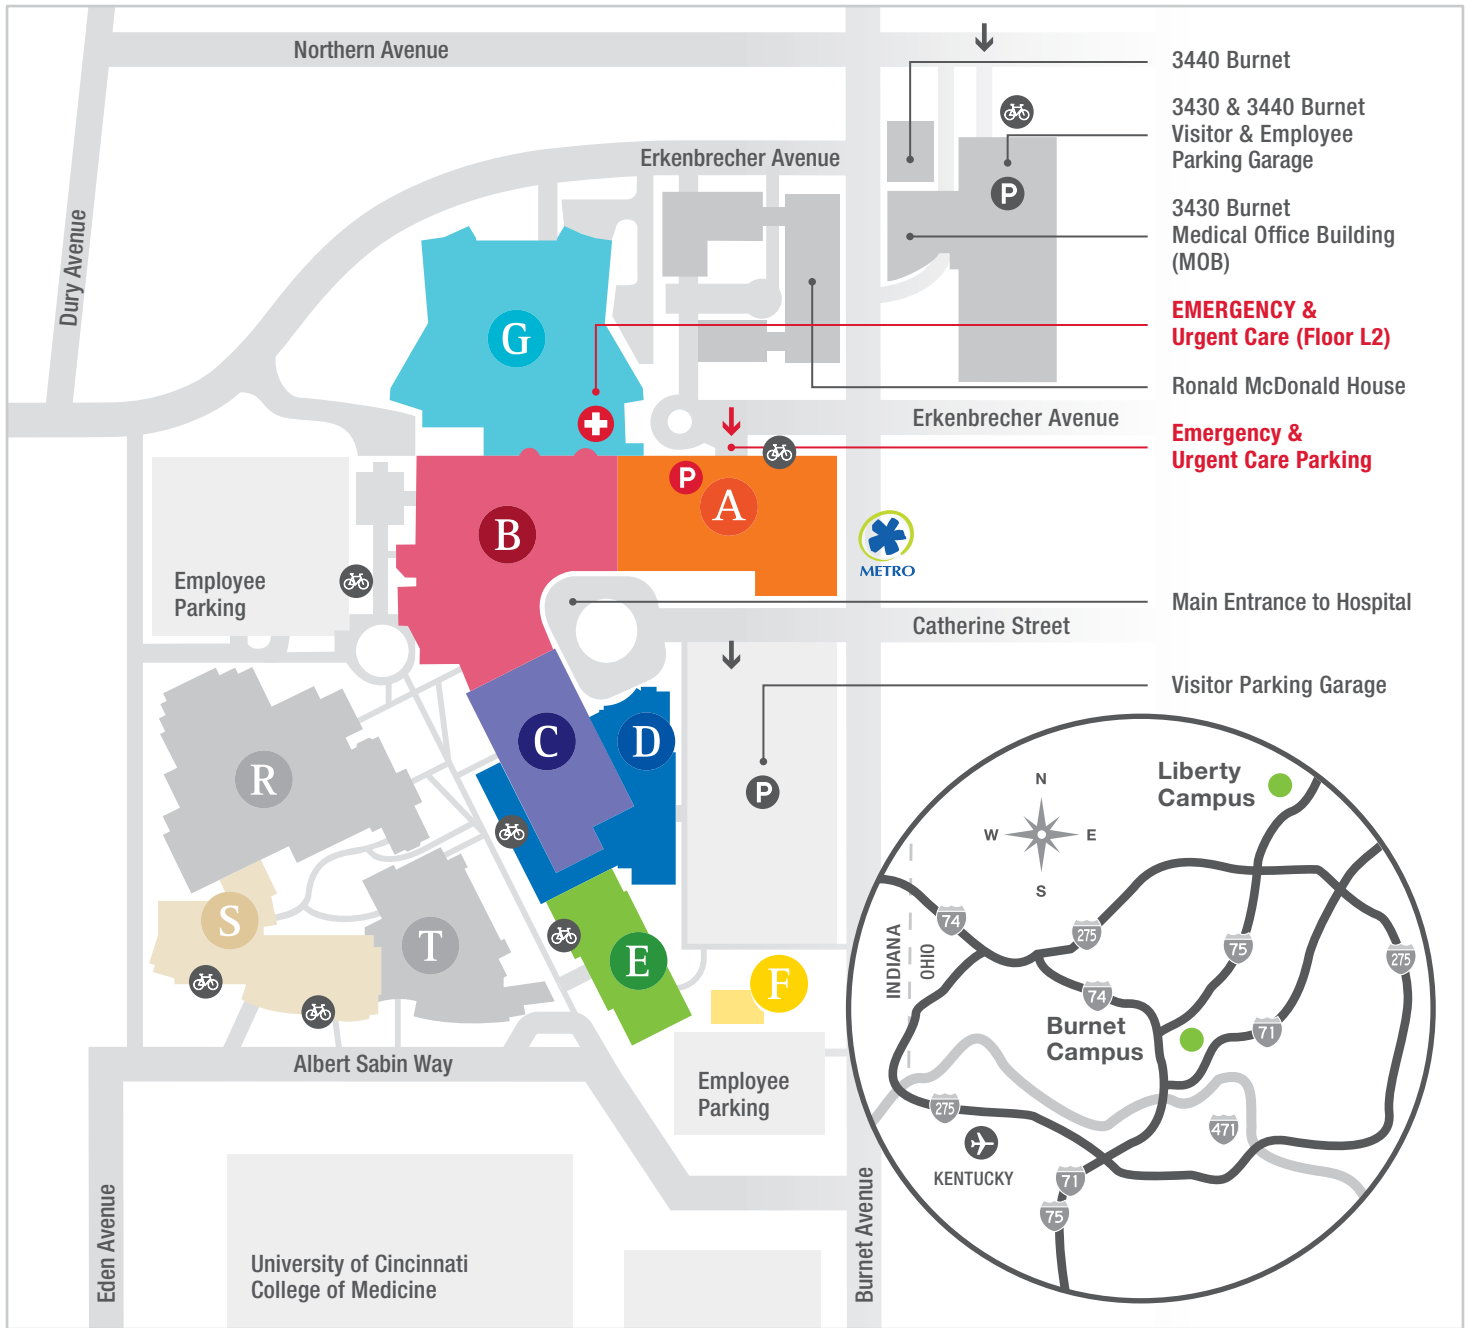 Northern Avenue
3440 Burnet
3430 & 3440 Burnet
Visitor & Employee
Parking Garage
Erkenbrecher Avenue
P
3430 Burnet
Medical Office Building
(MOB)
Dury Avenue
G
EMERGENCY &
Urgent Care (Floor L2)
Ronald McDonald House
Erkenbrecher Avenue
Emergency &
Urgent Care Parking
P
A
B
METRO
Employee
Parking
Main Entrance to Hospital
Catherine Street
Visitor Parking Garage
C
D
R
P
S
T
E
F
Albert Sabin Way
Employee
Parking
Eden Avenue
University of Cincinnati
College of Medicine
Burnet Avenue
Liberty
Campus
N
W
E
S
74
275
75
275
INDIANA
OHIO
74
71
Burnet
Campus
275
471
KENTUCKY
71
75